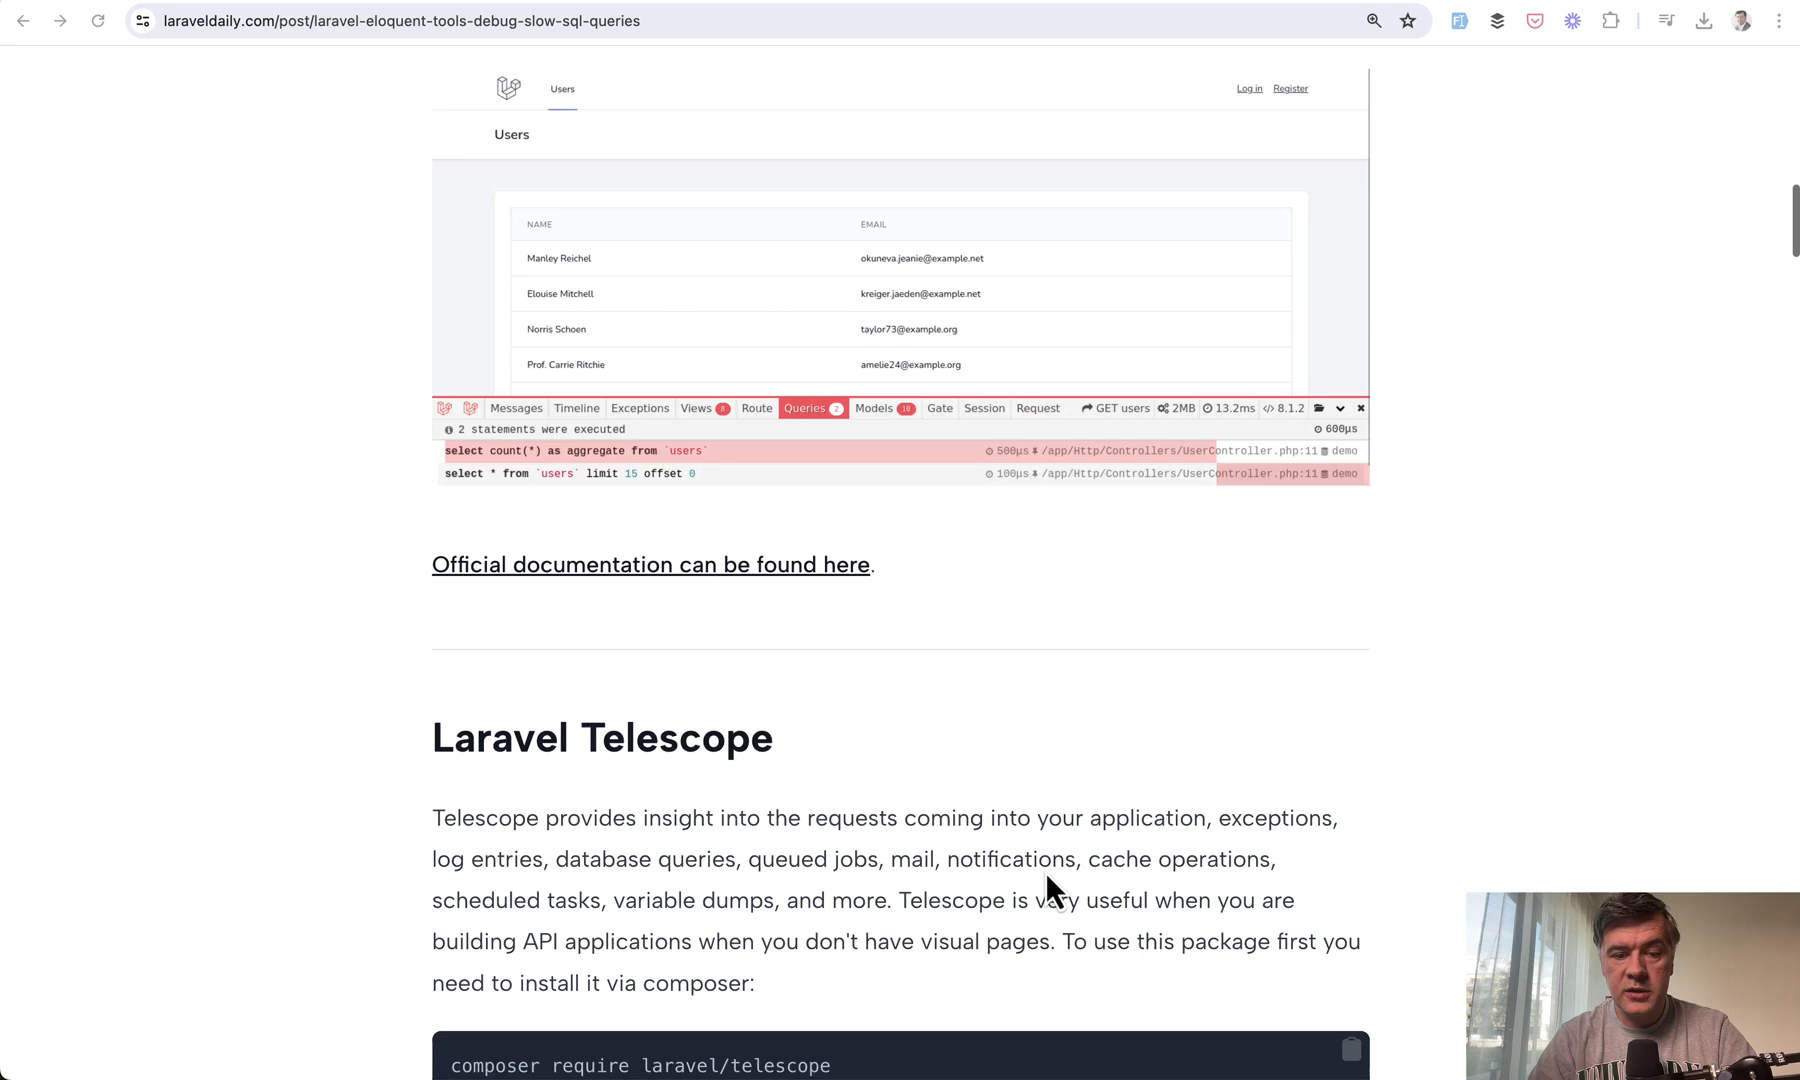 laraveldaily.com/post/laravel-eloquent-tools-debug-slow-sql-queries
Users
Log in Register
Users
NAME EMAIL
Manley Reichel okuneva.jeanie@example.net
Elouise Mitchell kreiger.jaeden@example.net
Norris Schoen taylor73@example.org
Prof. Carrie Ritchie amelie24@example.org
Messages Timeline Exceptions Views 8 Route Queries 2 Models 10 Gate Session Request GET users 2MB 13.2ms 8.1.2
2 statements were executed 600μs
select count(*) as aggregate from `users` 500μs /app/Http/Controllers/UserController.php:11 demo
select * from `users` limit 15 offset 0 100μs /app/Http/Controllers/UserController.php:11 demo
Official documentation can be found here.
Laravel Telescope
Telescope provides insight into the requests coming into your application, exceptions,
log entries, database queries, queued jobs, mail, notifications, cache operations,
scheduled tasks, variable dumps, and more. Telescope is very useful when you are
building API applications when you don't have visual pages. To use this package first you
need to install it via composer:
composer require laravel/telescope